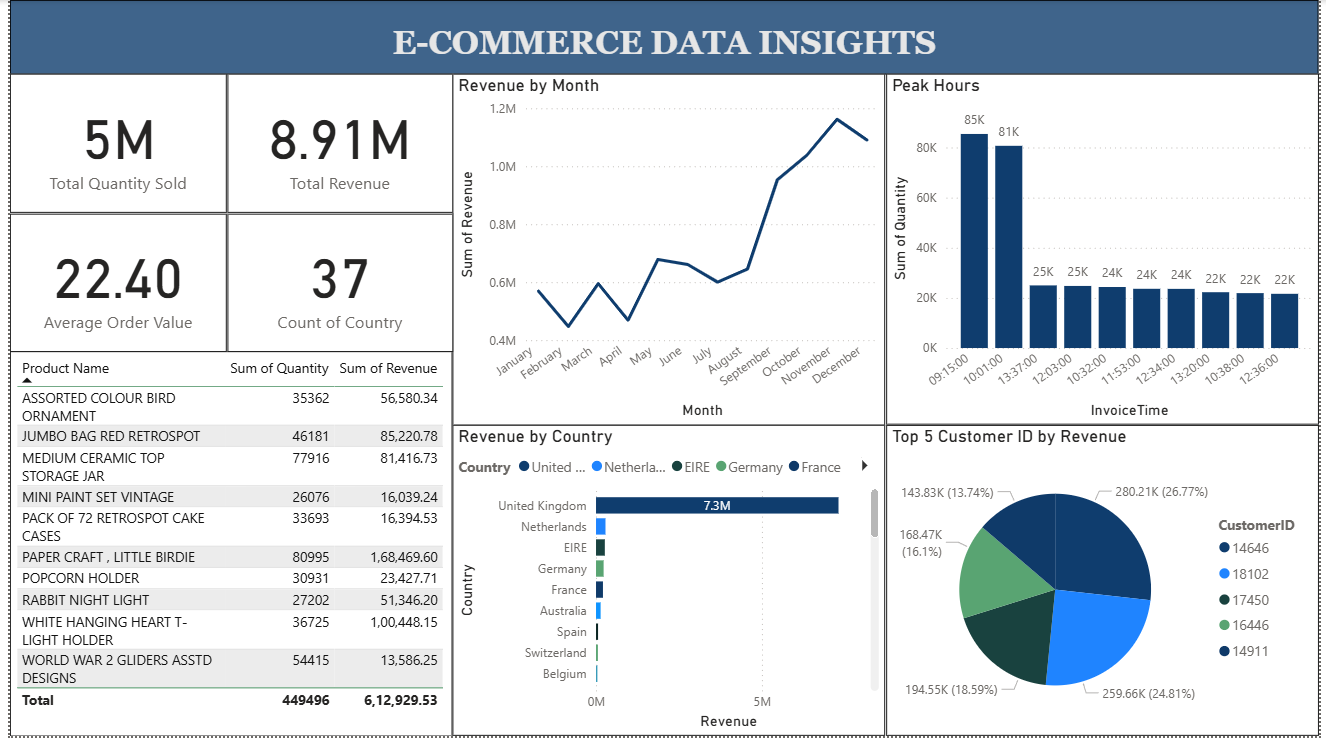 E-COMMERCE DATA INSIGHTS
5M
Total Quantity Sold
8.91M
Total Revenue
22.40
Average Order Value
37
Count of Country
Product Name Sum of Quantity Sum of Revenue
ASSORTED COLOUR BIRD 35362 56,580.34
ORNAMENT
JUMBO BAG RED RETROSPOT 46181 85,220.78
MEDIUM CERAMIC TOP 77916 81,416.73
STORAGE JAR
MINI PAINT SET VINTAGE 26076 16,039.24
PACK OF 72 RETROSPOT CAKE 33693 16,394.53
CASES
PAPER CRAFT , LITTLE BIRDIE 80995 1,68,469.60
POPCORN HOLDER 30931 23,427.71
RABBIT NIGHT LIGHT 27202 51,346.20
WHITE HANGING HEART T- 36725 1,00,448.15
LIGHT HOLDER
WORLD WAR 2 GLIDERS ASSTD 54415 13,586.25
DESIGNS
Total 449496 6,12,929.53
Revenue by Month
Sum of Revenue
1.2M
1.0M
0.8M
0.6M
0.4M
January February March April May June July August September October November December
Month
Peak Hours
Sum of Quantity
80K
60K
40K
20K
0K
85K 81K 25K 25K 24K 24K 24K 22K 22K 22K
09:15:00 10:01:00 13:37:00 12:03:00 10:32:00 11:53:00 12:34:00 13:20:00 10:38:00 12:36:00
InvoiceTime
Revenue by Country
Country United ... Netherla... EIRE Germany France
Country
United Kingdom 7.3M
Netherlands
EIRE
Germany
France
Australia
Spain
Switzerland
Belgium
0M 5M
Revenue
Top 5 Customer ID by Revenue
143.83K (13.74%)
280.21K (26.77%)
168.47K
(16.1%)
194.55K (18.59%)
259.66K (24.81%)
CustomerID
14646
18102
17450
16446
14911